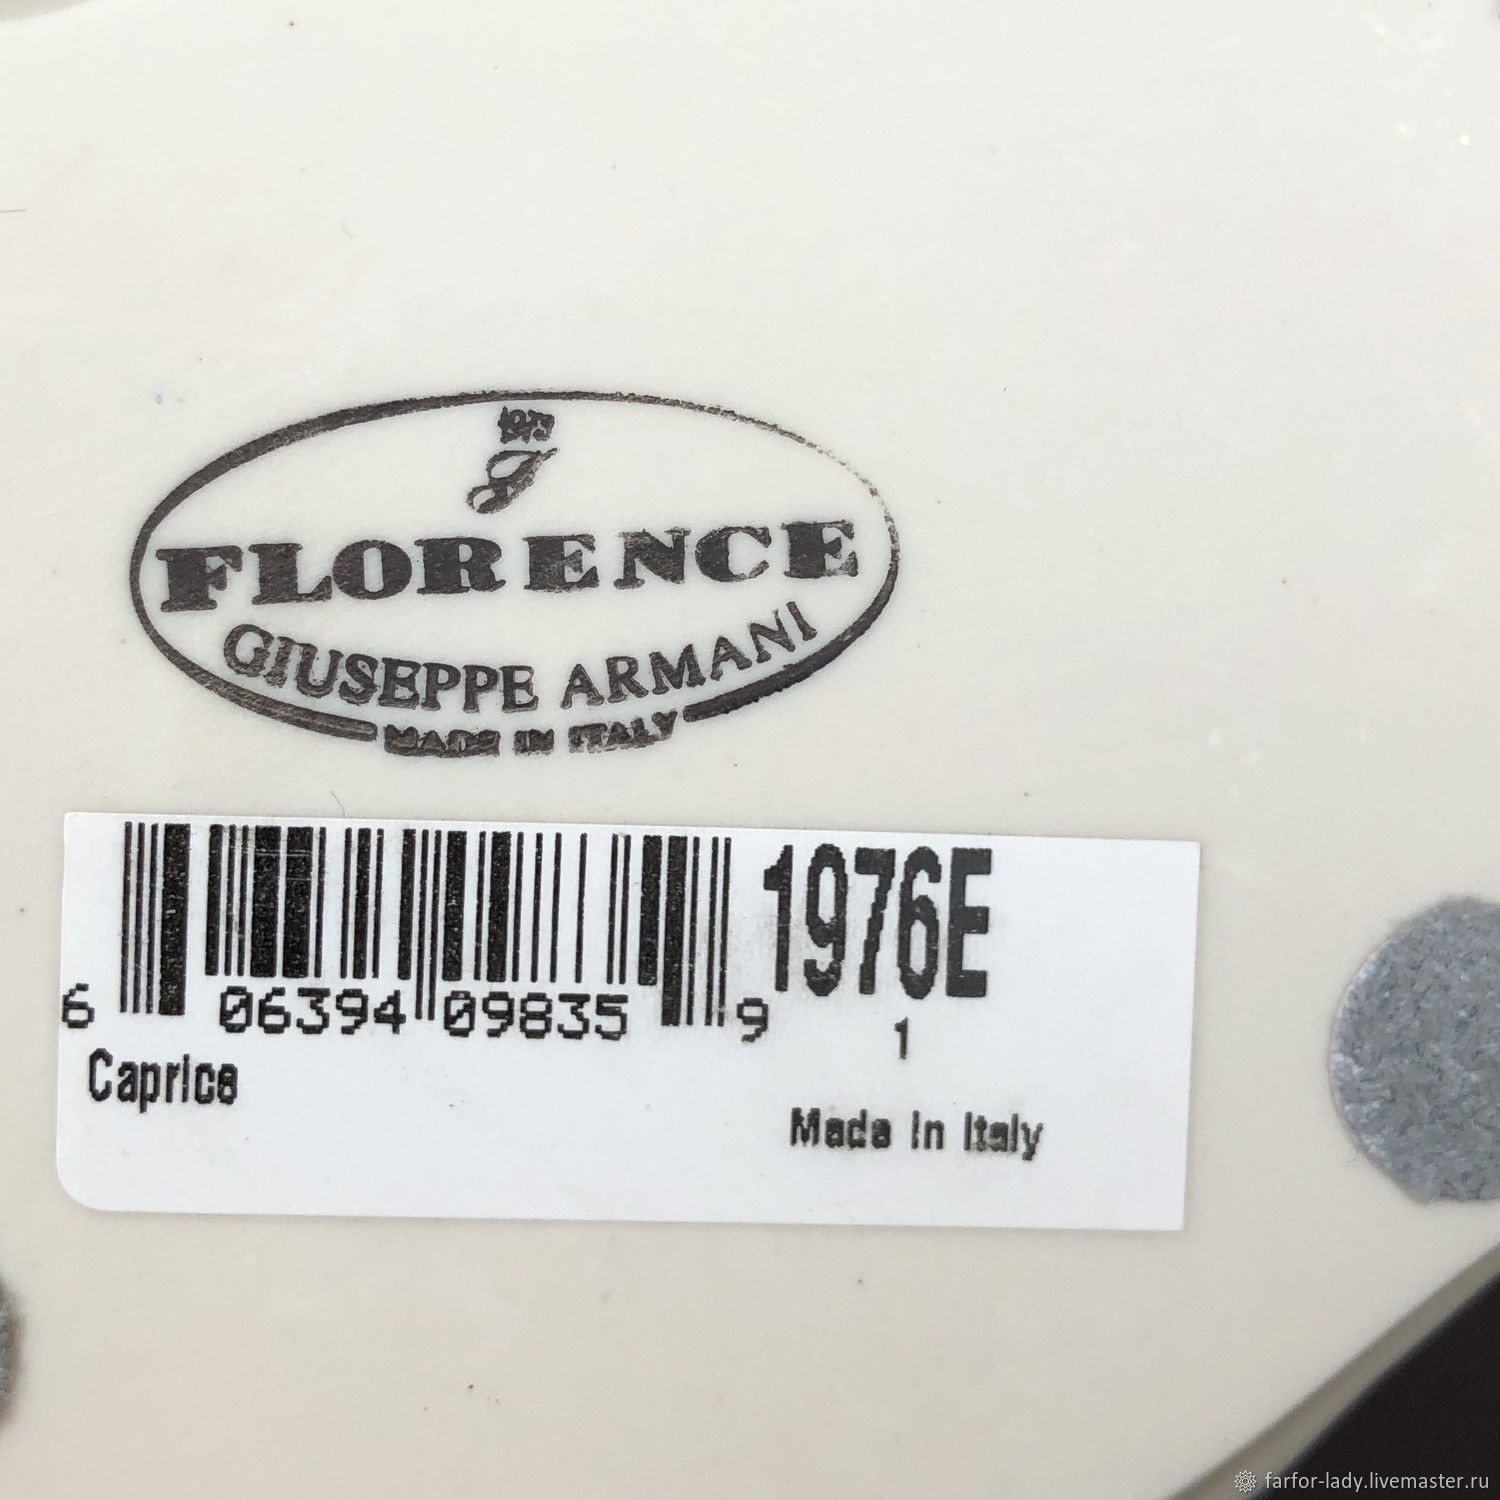 1973
F
FLORENCE
GIUSEPPE ARMANI
MADE IN ITALY
1976E
6 06394 09835 9
1
Caprice
Made In Italy
farfor-lady.livemaster.ru